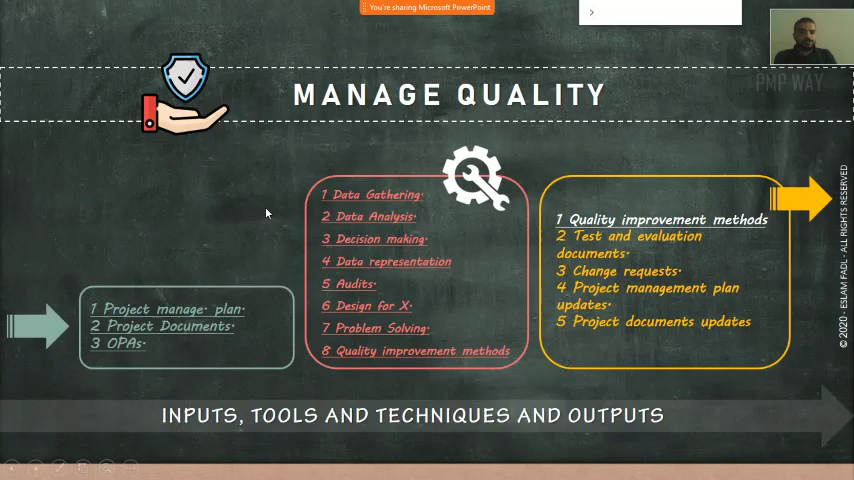 You're sharing Microsoft PowerPoint
PMP WAY
MANAGE QUALITY
1 Project manage. plan.
2 Project Documents.
3 OPAs.
1 Data Gathering.
2 Data Analysis.
3 Decision making.
4 Data representation
5 Audits.
6 Design for X.
7 Problem Solving.
8 Quality improvement methods
1 Quality improvement methods
2 Test and evaluation
documents.
3 Change requests.
4 Project management plan
updates.
5 Project documents updates
© 2020 - ESLAM FADL - ALL RIGHTS RESERVED
INPUTS, TOOLS AND TECHNIQUES AND OUTPUTS